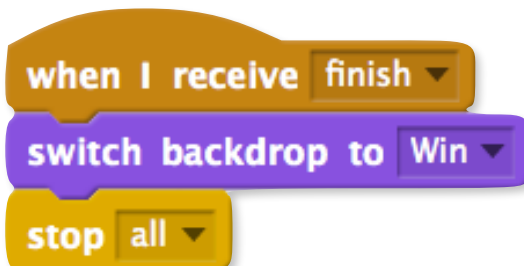 when I receive finish
switch backdrop to Win
stop all